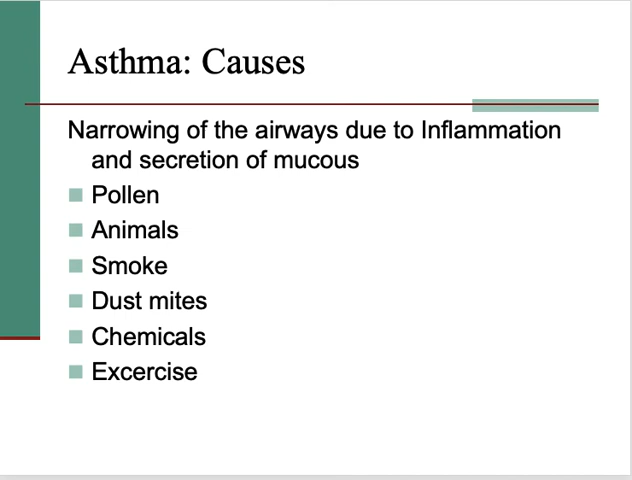 Asthma: Causes
Narrowing of the airways due to Inflammation
and secretion of mucous
Pollen
Animals
Smoke
Dust mites
Chemicals
Excercise